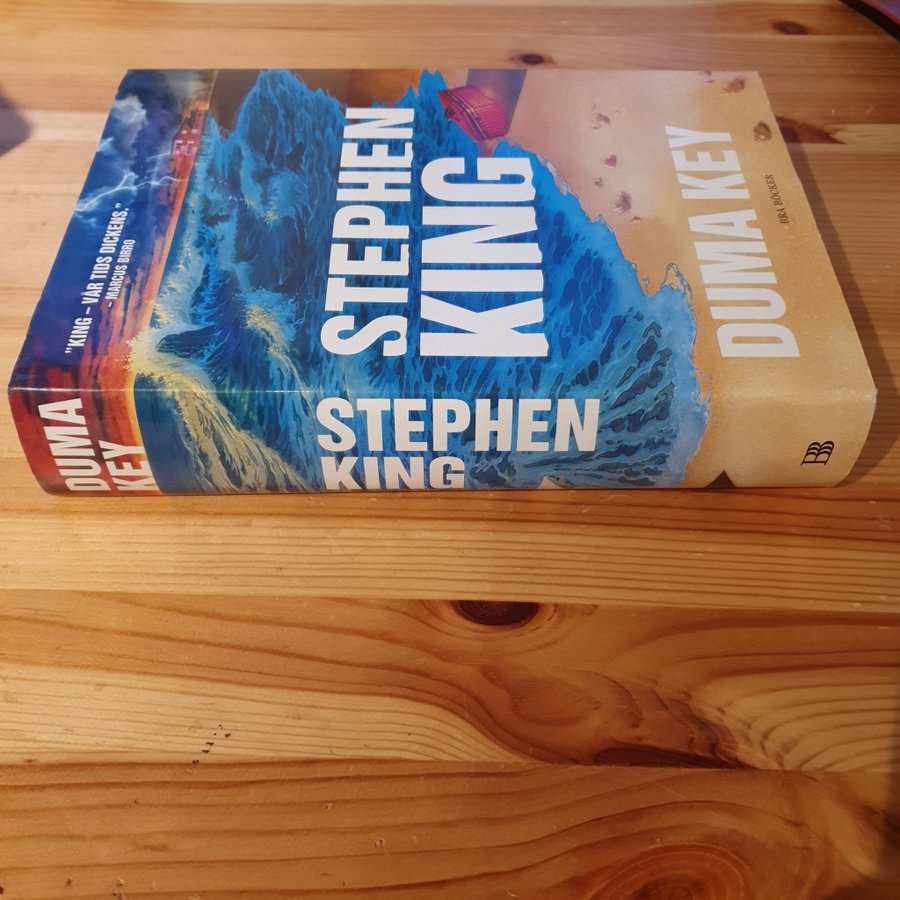 "KING – VÅR TIDS DICKENS."
– MARCUS BIRRO
STEPHEN
KING
DUMA KEY
BRA BÖCKER
DUMA
KEY
STEPHEN
KING
BB